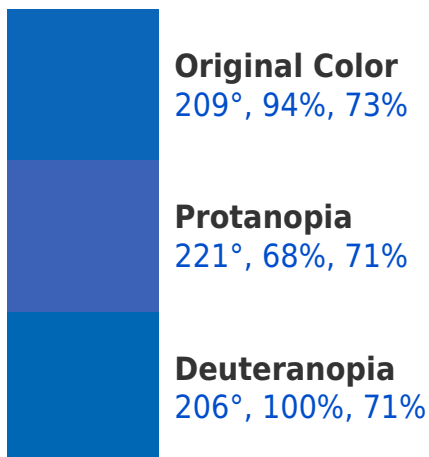 Original Color
209°, 94%, 73%
Protanopia
221°, 68%, 71%
Deuteranopia
206°, 100%, 71%